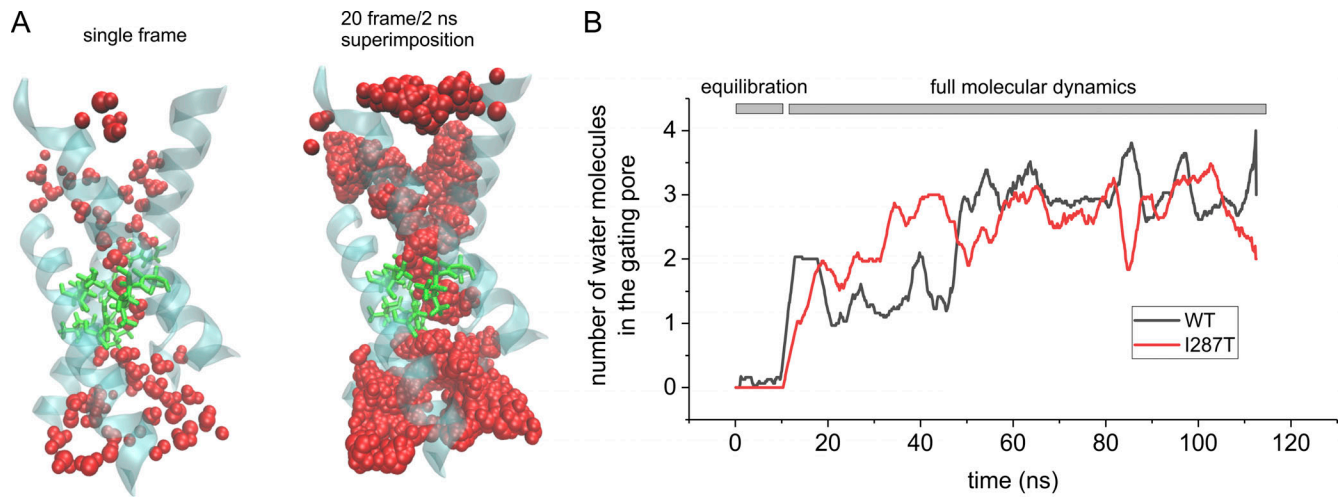 A
single frame
20 frame/2 ns
superimposition
B
equilibration
full molecular dynamics
number of water molecules
in the gating pore
4
3
2
1
0
WT
I287T
0
20
40
60
80
100
120
time (ns)